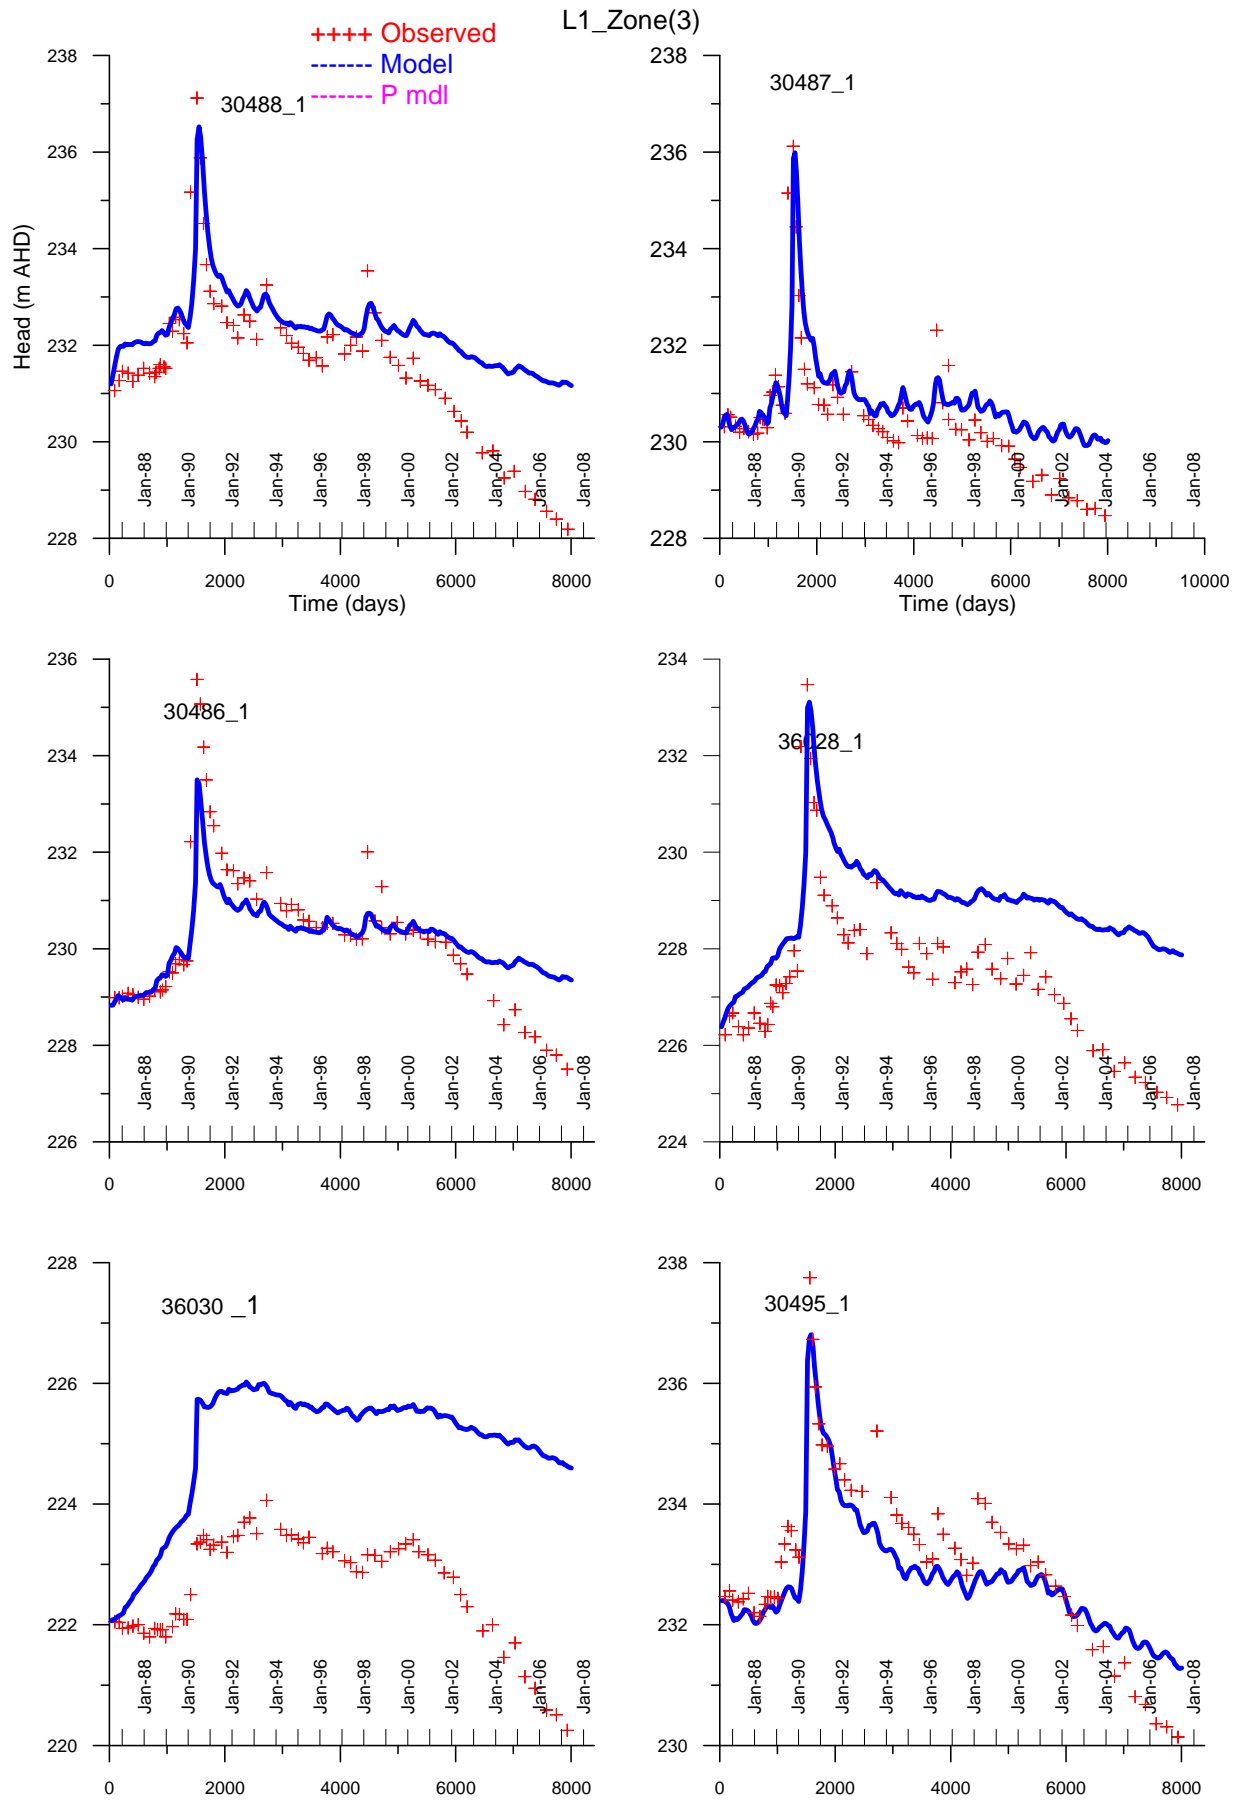 L1_Zone(3)
++++ Observed
------- Model
------- P mdl
Head (m AHD)
30488_1
238
236
234
232
230
228
Jan-88
Jan-90
Jan-92
Jan-94
Jan-96
Jan-98
Jan-00
Jan-02
Jan-04
Jan-06
Jan-08
0 2000 4000 6000 8000
Time (days)
30487_1
238
236
234
232
230
228
Jan-88
Jan-90
Jan-92
Jan-94
Jan-96
Jan-98
Jan-00
Jan-02
Jan-04
Jan-06
Jan-08
0 2000 4000 6000 8000 10000
Time (days)
30486_1
236
234
232
230
228
226
Jan-88
Jan-90
Jan-92
Jan-94
Jan-96
Jan-98
Jan-00
Jan-02
Jan-04
Jan-06
Jan-08
0 2000 4000 6000 8000
36028_1
234
232
230
228
226
224
Jan-88
Jan-90
Jan-92
Jan-94
Jan-96
Jan-98
Jan-00
Jan-02
Jan-04
Jan-06
Jan-08
0 2000 4000 6000 8000
36030 _1
228
226
224
222
220
Jan-88
Jan-90
Jan-92
Jan-94
Jan-96
Jan-98
Jan-00
Jan-02
Jan-04
Jan-06
Jan-08
0 2000 4000 6000 8000
30495_1
238
236
234
232
230
Jan-88
Jan-90
Jan-92
Jan-94
Jan-96
Jan-98
Jan-00
Jan-02
Jan-04
Jan-06
Jan-08
0 2000 4000 6000 8000